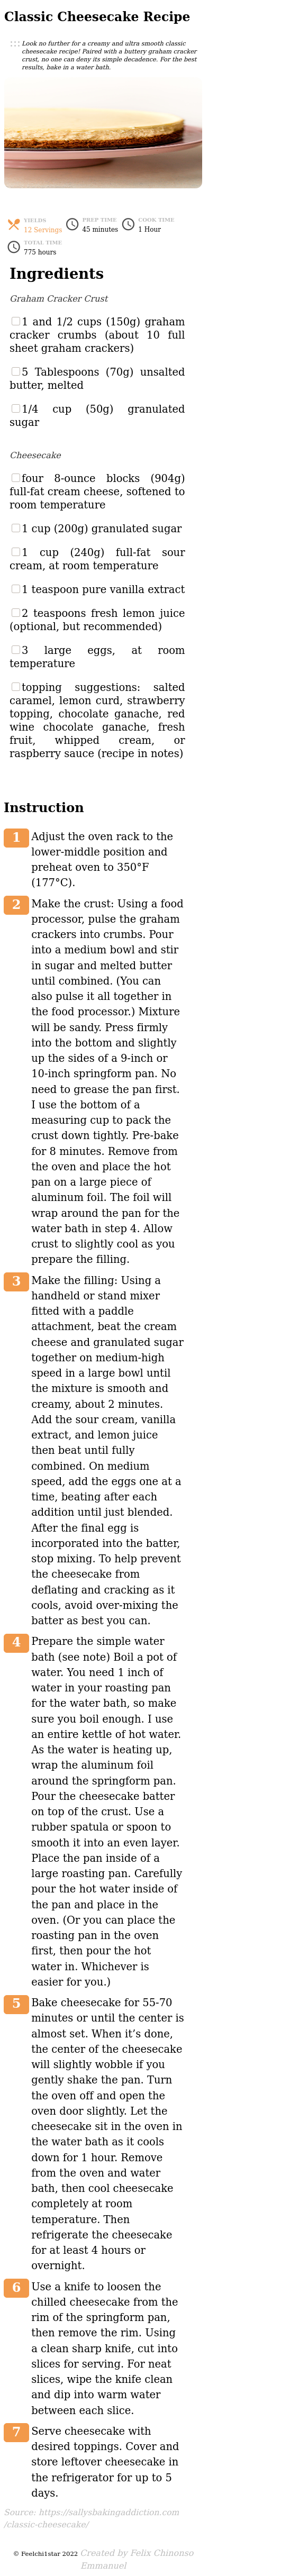 Classic Cheesecake Recipe
Look no further for a creamy and ultra smooth classic
cheesecake recipe! Paired with a buttery graham cracker
crust, no one can deny its simple decadence. For the best
results, bake in a water bath.
YIELDS
12 Servings
PREP TIME
45 minutes
COOK TIME
1 Hour
TOTAL TIME
775 hours
Ingredients
Graham Cracker Crust
1 and 1/2 cups (150g) graham
cracker crumbs (about 10 full
sheet graham crackers)
5 Tablespoons (70g) unsalted
butter, melted
1/4 cup (50g) granulated
sugar
Cheesecake
four 8-ounce blocks (904g)
full-fat cream cheese, softened to
room temperature
1 cup (200g) granulated sugar
1 cup (240g) full-fat sour
cream, at room temperature
1 teaspoon pure vanilla extract
2 teaspoons fresh lemon juice
(optional, but recommended)
3 large eggs, at room
temperature
topping suggestions: salted
caramel, lemon curd, strawberry
topping, chocolate ganache, red
wine chocolate ganache, fresh
fruit, whipped cream, or
raspberry sauce (recipe in notes)
Instruction
1 Adjust the oven rack to the
lower-middle position and
preheat oven to 350°F
(177°C).
2 Make the crust: Using a food
processor, pulse the graham
crackers into crumbs. Pour
into a medium bowl and stir
in sugar and melted butter
until combined. (You can
also pulse it all together in
the food processor.) Mixture
will be sandy. Press firmly
into the bottom and slightly
up the sides of a 9-inch or
10-inch springform pan. No
need to grease the pan first.
I use the bottom of a
measuring cup to pack the
crust down tightly. Pre-bake
for 8 minutes. Remove from
the oven and place the hot
pan on a large piece of
aluminum foil. The foil will
wrap around the pan for the
water bath in step 4. Allow
crust to slightly cool as you
prepare the filling.
3 Make the filling: Using a
handheld or stand mixer
fitted with a paddle
attachment, beat the cream
cheese and granulated sugar
together on medium-high
speed in a large bowl until
the mixture is smooth and
creamy, about 2 minutes.
Add the sour cream, vanilla
extract, and lemon juice
then beat until fully
combined. On medium
speed, add the eggs one at a
time, beating after each
addition until just blended.
After the final egg is
incorporated into the batter,
stop mixing. To help prevent
the cheesecake from
deflating and cracking as it
cools, avoid over-mixing the
batter as best you can.
4 Prepare the simple water
bath (see note) Boil a pot of
water. You need 1 inch of
water in your roasting pan
for the water bath, so make
sure you boil enough. I use
an entire kettle of hot water.
As the water is heating up,
wrap the aluminum foil
around the springform pan.
Pour the cheesecake batter
on top of the crust. Use a
rubber spatula or spoon to
smooth it into an even layer.
Place the pan inside of a
large roasting pan. Carefully
pour the hot water inside of
the pan and place in the
oven. (Or you can place the
roasting pan in the oven
first, then pour the hot
water in. Whichever is
easier for you.)
5 Bake cheesecake for 55-70
minutes or until the center is
almost set. When it’s done,
the center of the cheesecake
will slightly wobble if you
gently shake the pan. Turn
the oven off and open the
oven door slightly. Let the
cheesecake sit in the oven in
the water bath as it cools
down for 1 hour. Remove
from the oven and water
bath, then cool cheesecake
completely at room
temperature. Then
refrigerate the cheesecake
for at least 4 hours or
overnight.
6 Use a knife to loosen the
chilled cheesecake from the
rim of the springform pan,
then remove the rim. Using
a clean sharp knife, cut into
slices for serving. For neat
slices, wipe the knife clean
and dip into warm water
between each slice.
7 Serve cheesecake with
desired toppings. Cover and
store leftover cheesecake in
the refrigerator for up to 5
days.
Source: https://sallysbakingaddiction.com
/classic-cheesecake/
© Feelchi1star 2022 Created by Felix Chinonso
Emmanuel